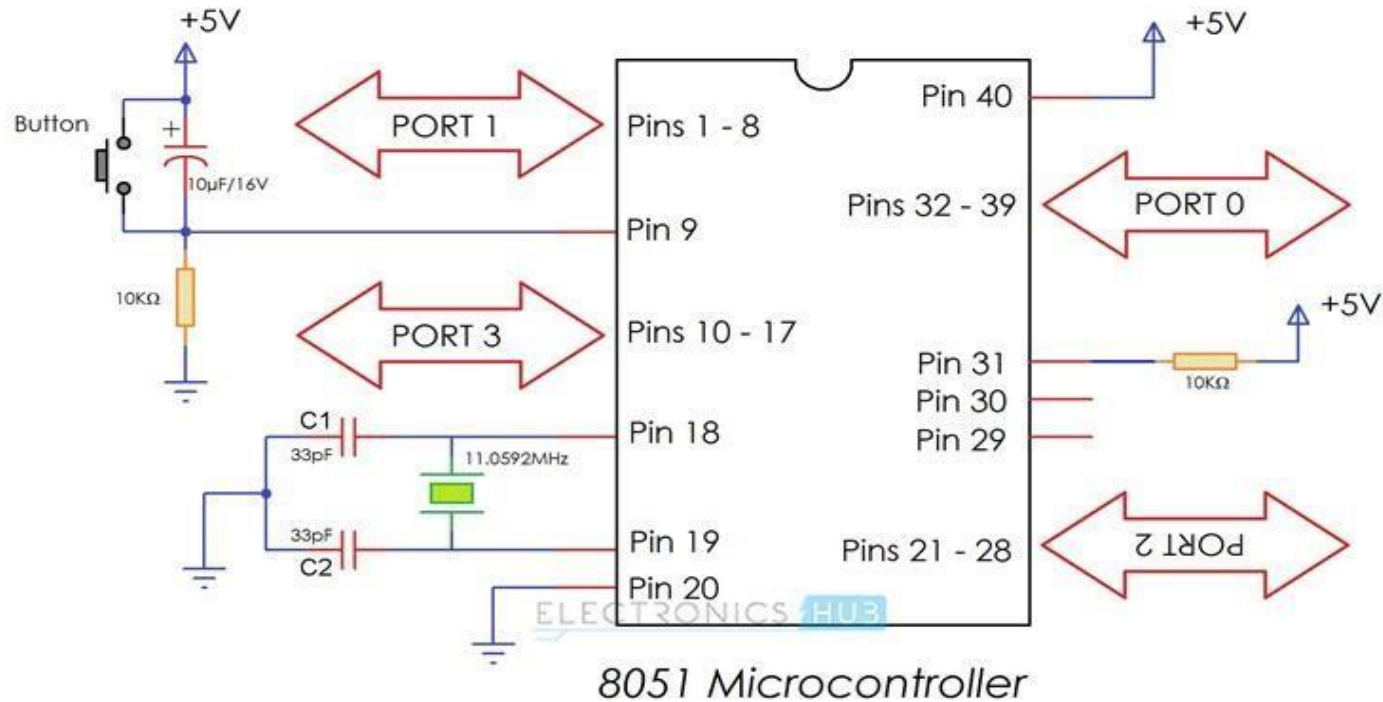 +5V
Button
+
10µF/16V
10KΩ
PORT 1
Pins 1 - 8
Pin 9
PORT 3
Pins 10 - 17
C1
33pF
11.0592MHz
33pF
C2
Pin 18
Pin 19
Pin 20
Pin 40
+5V
Pins 32 - 39
PORT 0
+5V
Pin 31
10KΩ
Pin 30
Pin 29
Pins 21 - 28
PORT 2
ELECTRONICS HUB
8051 Microcontroller